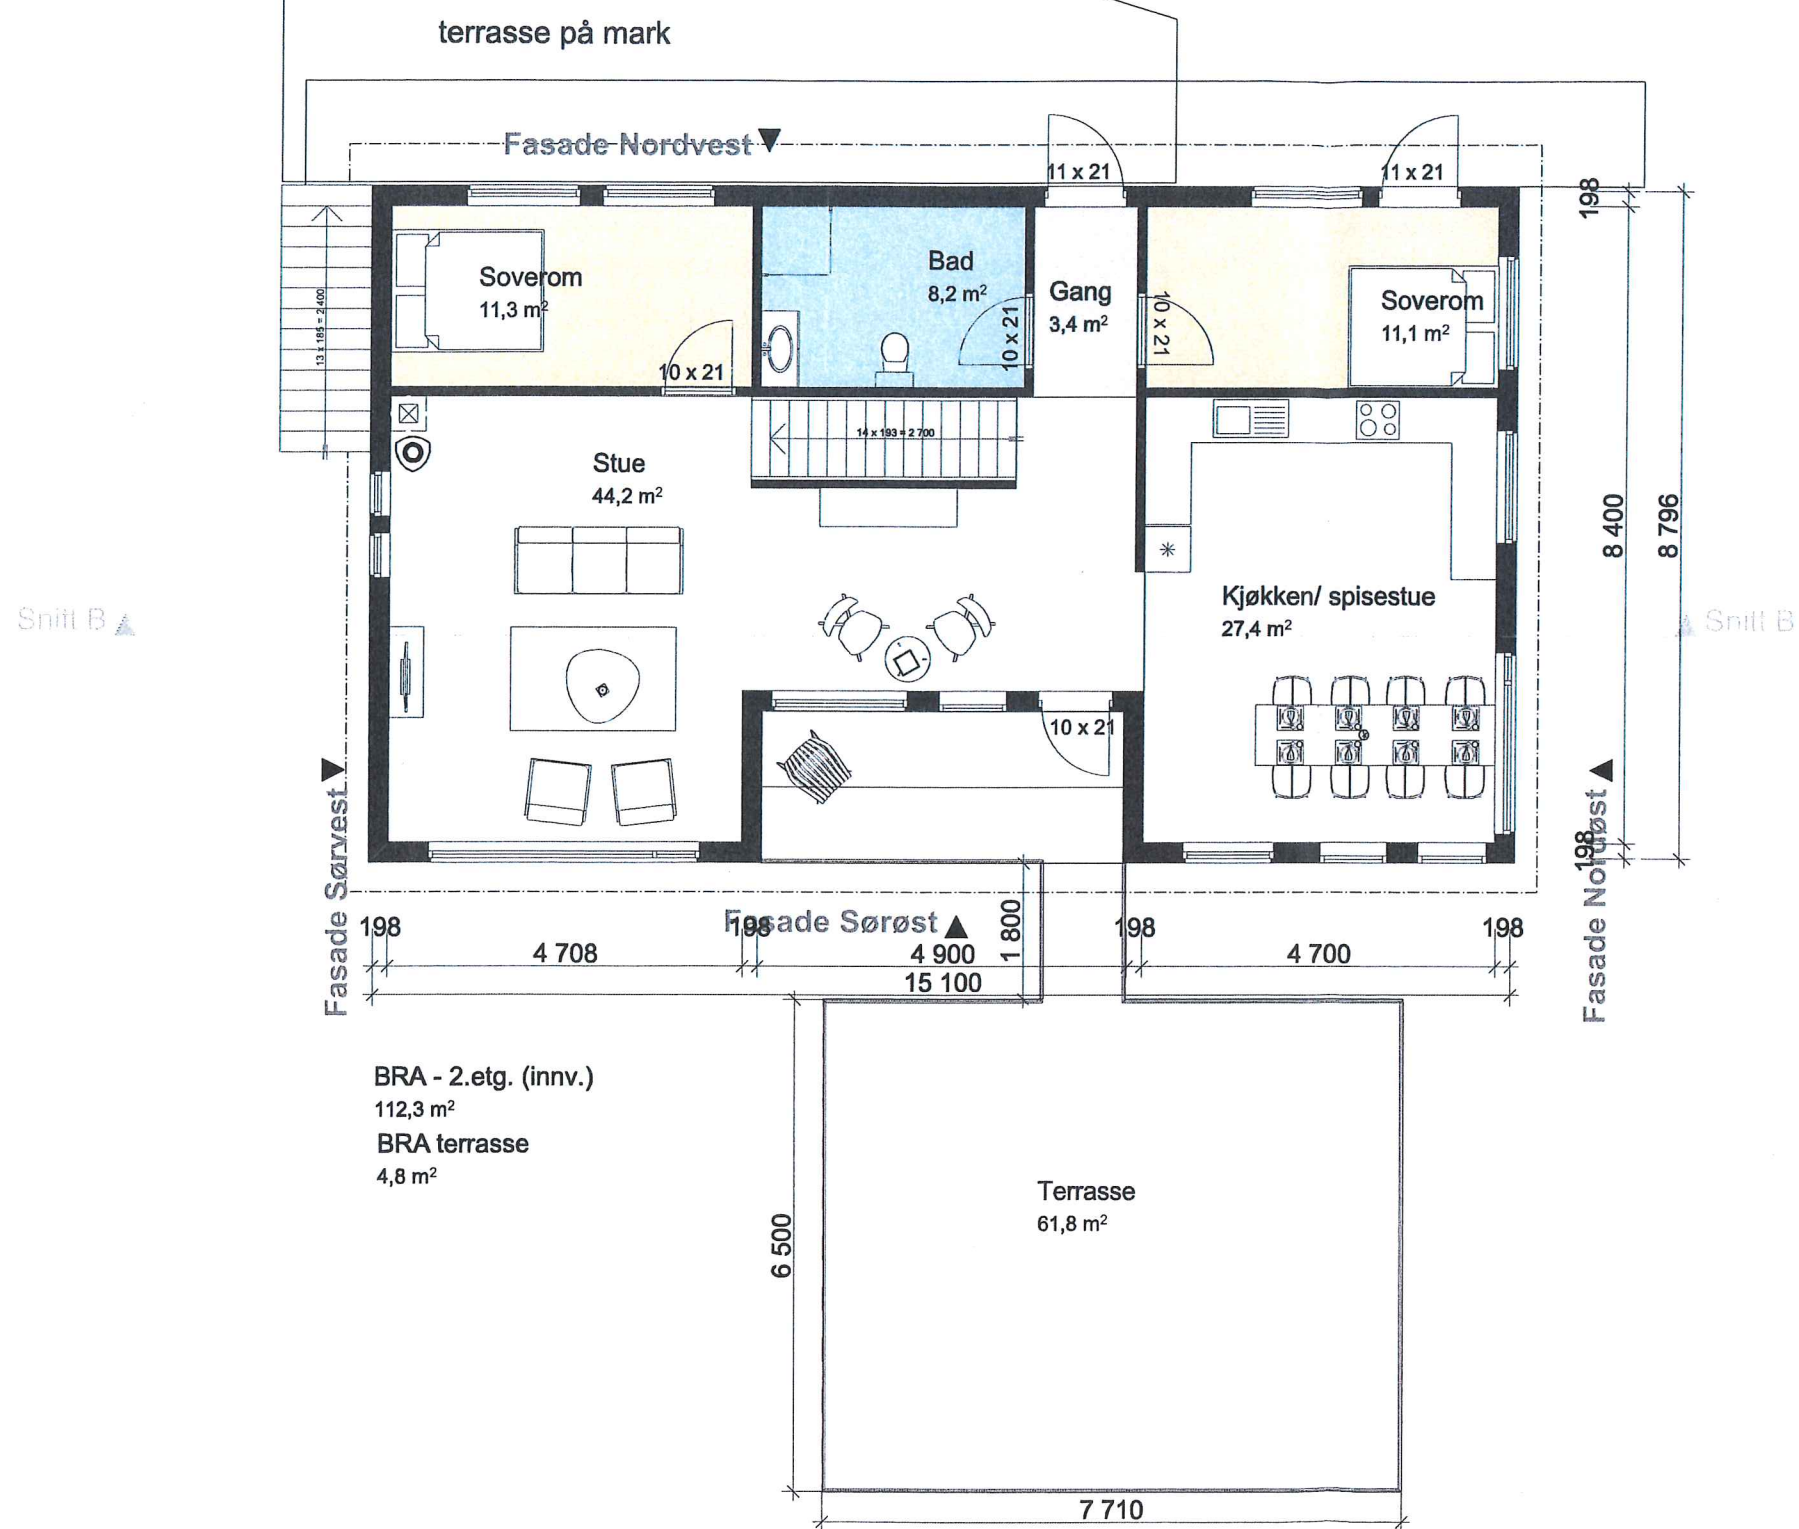 terrasse på mark
Fasade Nordvest
11 x 21
11 x 21
198
13 x 185 = 2 400
Soverom
11,3 m²
10 x 21
Bad
8,2 m²
10 x 21
Gang
3,4 m²
10 x 21
Soverom
11,1 m²
14 x 193 = 2 700
Stue
44,2 m²
Kjøkken/ spisestue
27,4 m²
8 400
8 796
Snitt B
Snitt B
10 x 21
198
Fasade Sørvest
Fasade Nordøst
Fasade Sørøst
198
198
198
198
4 708
4 900
1 800
4 700
15 100
BRA - 2.etg. (innv.)
112,3 m²
BRA terrasse
4,8 m²
Terrasse
61,8 m²
6 500
7 710